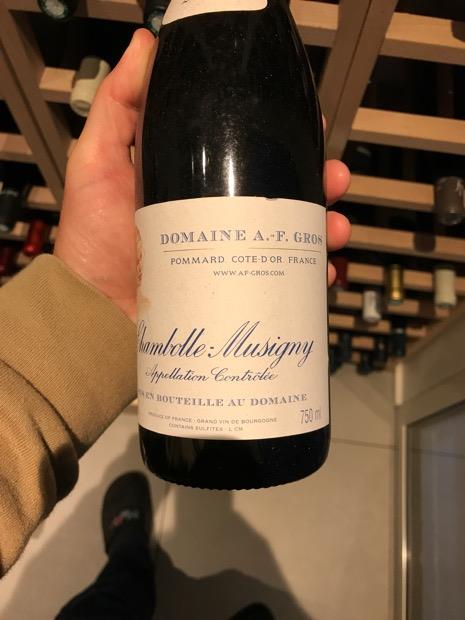 DOMAINE A.-F. GROS
POMMARD, COTE-D'OR, FRANCE
WWW.AF-GROS.COM
Chambolle-Musigny
Appellation Contrôlée
EN BOUTEILLE AU DOMAINE
PRODUCE OF FRANCE - GRAND VIN DE BOURGOGNE
750 ml
CONTAINS SULFITES - L CM